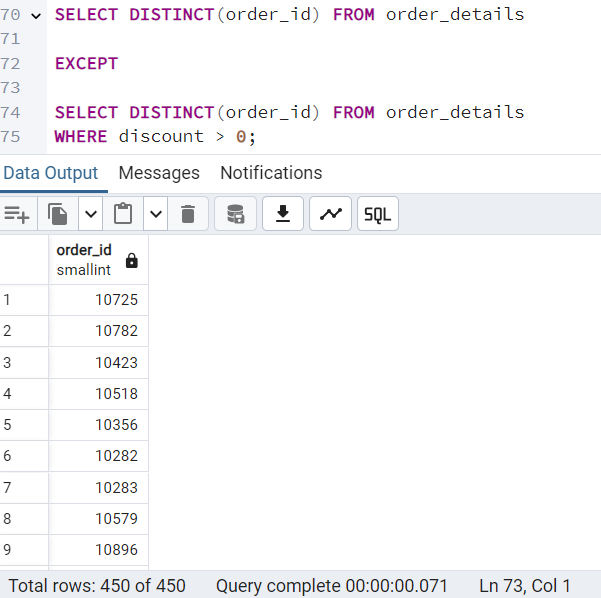 70 SELECT DISTINCT(order_id) FROM order_details
71
72 EXCEPT
73
74 SELECT DISTINCT(order_id) FROM order_details
75 WHERE discount > 0;
Data Output Messages Notifications
SQL
order_id
smallint
1 10725
2 10782
3 10423
4 10518
5 10356
6 10282
7 10283
8 10579
9 10896
Total rows: 450 of 450 Query complete 00:00:00.071 Ln 73, Col 1